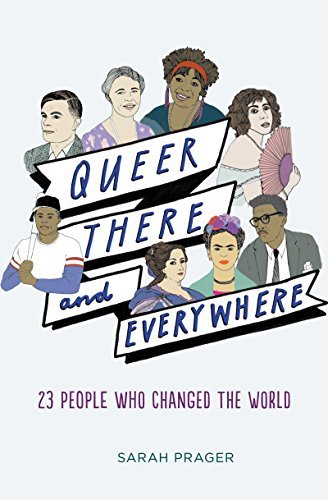 QUEER
THERE
and
EVERYWHERE
23 PEOPLE WHO CHANGED THE WORLD
SARAH PRAGER